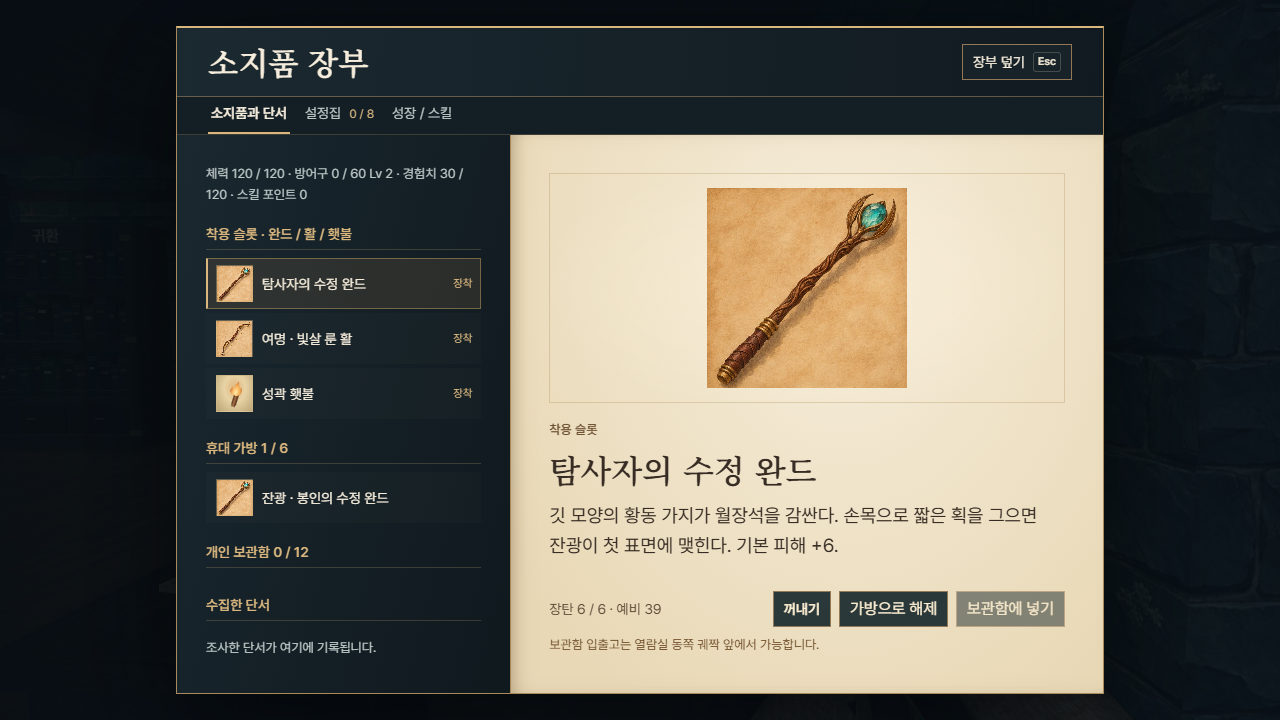 소지품 장부
장부 덮기 Esc
소지품과 단서 설정집 0 / 8 성장 / 스킬
체력 120 / 120 · 방어구 0 / 60 Lv 2 · 경험치 30 /
120 · 스킬 포인트 0
착용 슬롯 · 완드 / 활 / 횃불
탐사자의 수정 완드 장착
여명 · 빛살 룬 활 장착
성곽 횃불 장착
휴대 가방 1 / 6
잔광 · 봉인의 수정 완드
개인 보관함 0 / 12
수집한 단서
조사한 단서가 여기에 기록됩니다.
착용 슬롯
탐사자의 수정 완드
깃 모양의 황동 가지가 월장석을 감싼다. 손목으로 짧은 획을 그으면
잔광이 첫 표면에 맺힌다. 기본 피해 +6.
장탄 6 / 6 · 예비 39
꺼내기 가방으로 해제 보관함에 넣기
보관함 입출고는 열람실 동쪽 궤짝 앞에서 가능합니다.
귀환